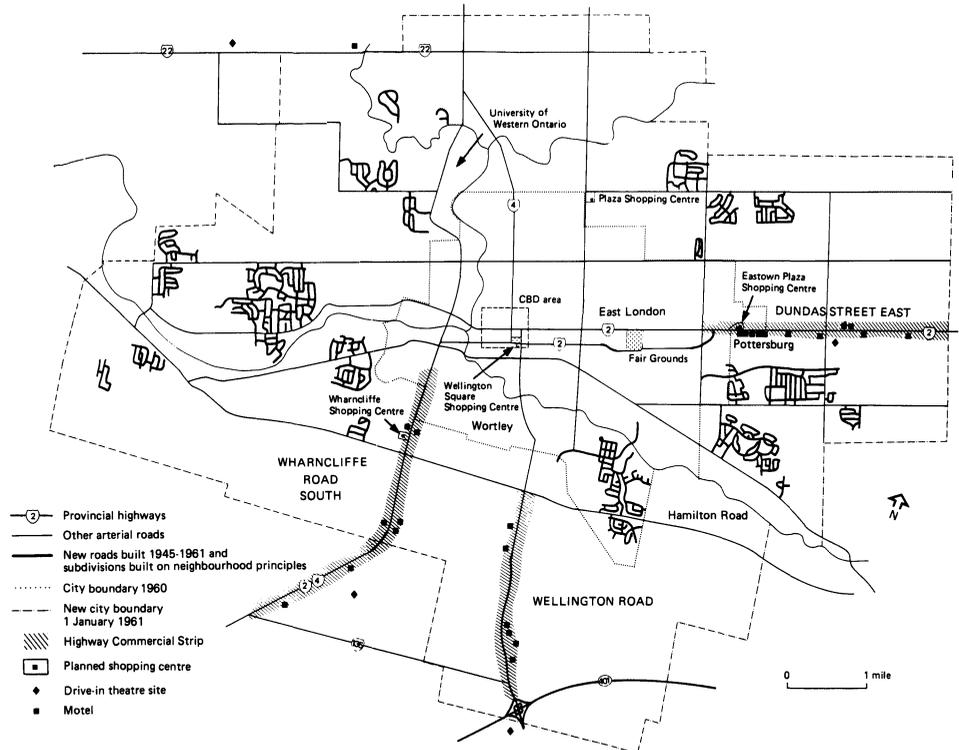 22
22
University of
Western Ontario
4
Plaza Shopping Centre
Eastown Plaza
Shopping Centre
CBD area
East London
DUNDAS STREET EAST
2
2
2
Pottersburg
Fair Grounds
Wellington
Square
Shopping Centre
Wharncliffe
Shopping Centre
Wortley
WHARNCLIFFE
ROAD
SOUTH
Hamilton Road
N
2 Provincial highways
Other arterial roads
New roads built 1945-1961 and
subdivisions built on neighbourhood principles
City boundary 1960
New city boundary
1 January 1961
Highway Commercial Strip
Planned shopping centre
Drive-in theatre site
Motel
2 4
WELLINGTON ROAD
401
0 1 mile